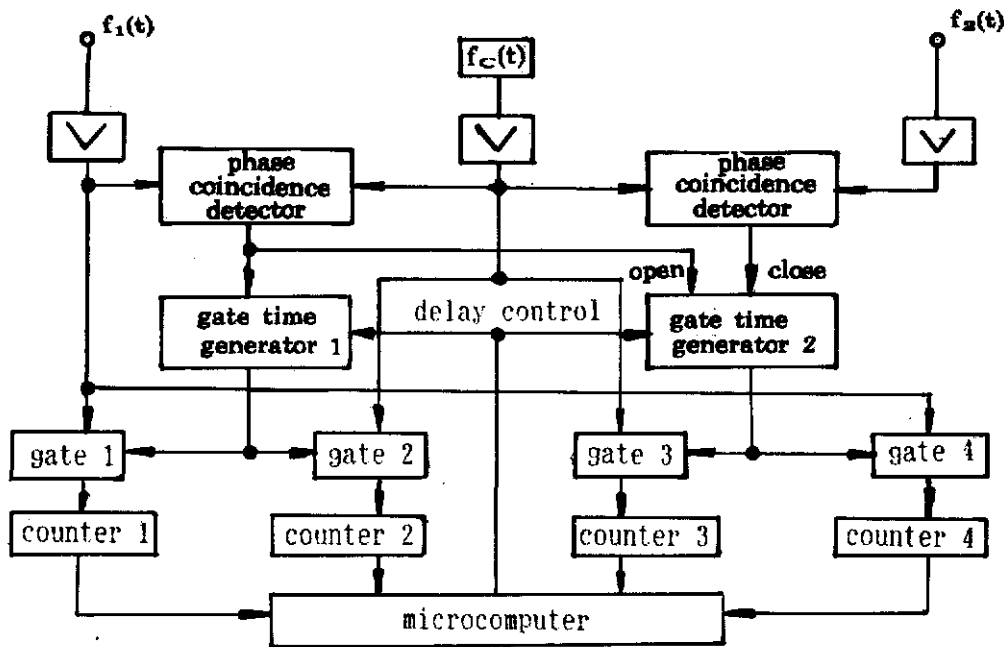 f₁(t)
f_C(t)
f₂(t)
phase
coincidence
detector
phase
coincidence
detector
open
close
gate time
generator 1
delay control
gate time
generator 2
gate 1
gate 2
gate 3
gate 4
counter 1
counter 2
counter 3
counter 4
microcomputer